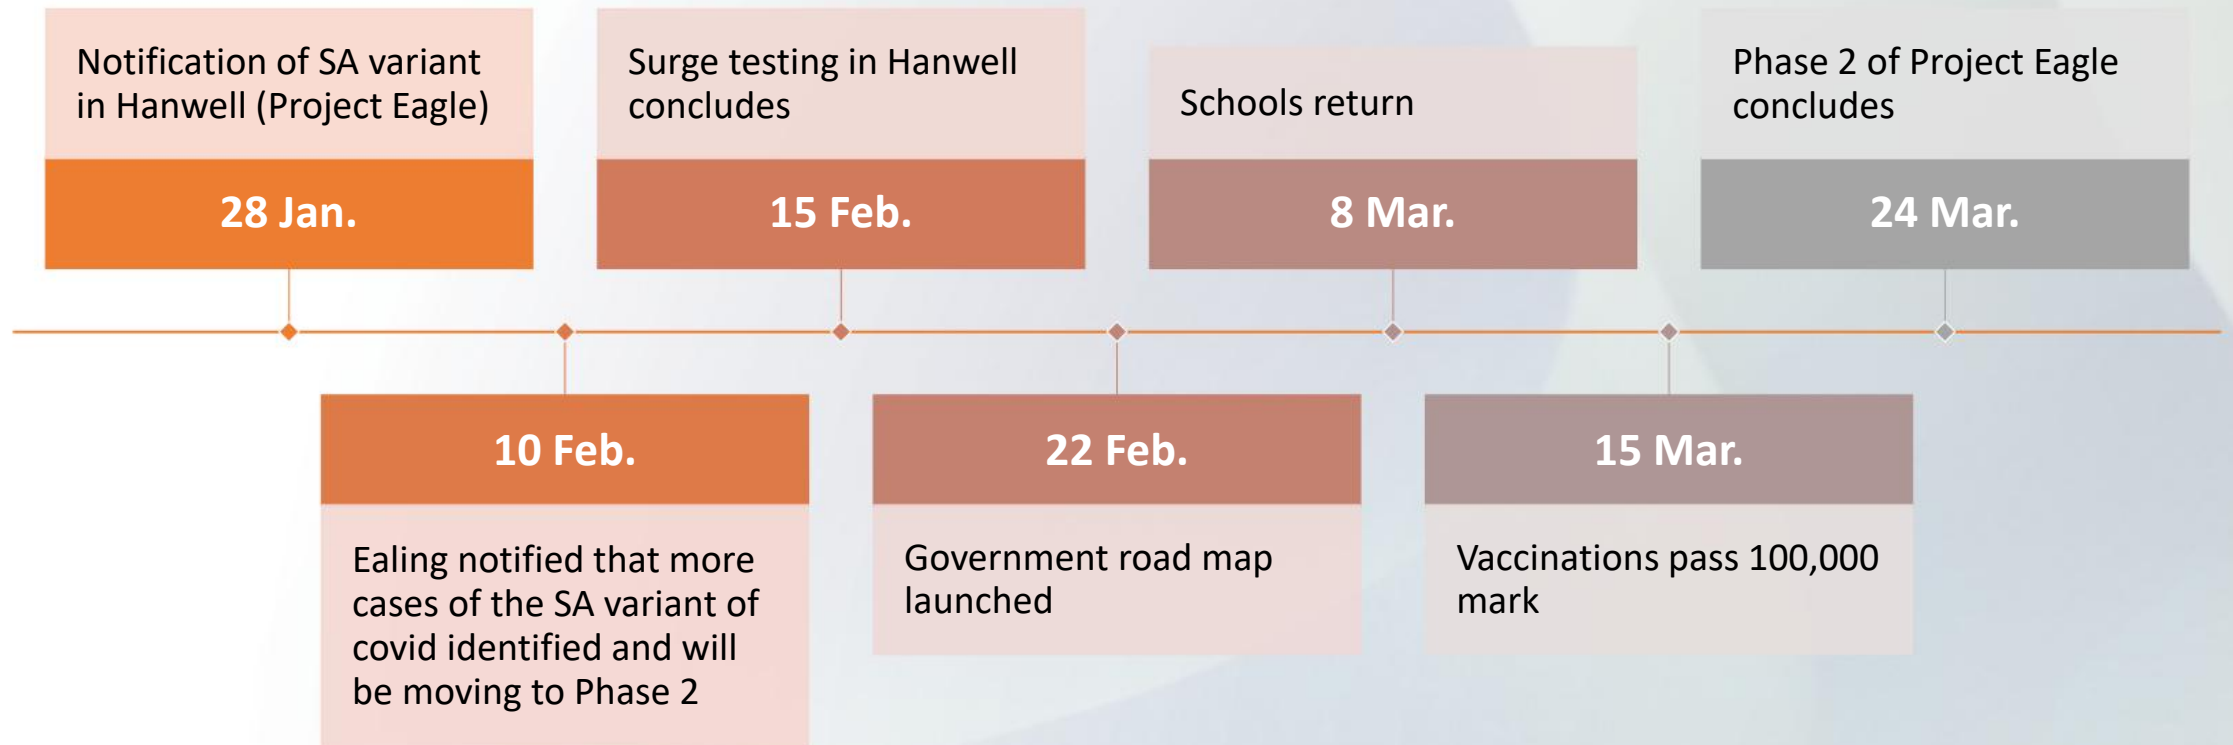 Notification of SA variant
in Hanwell (Project Eagle)
28 Jan.
10 Feb.
Ealing notified that more
cases of the SA variant of
covid identified and will
be moving to Phase 2
Surge testing in Hanwell
concludes
15 Feb.
22 Feb.
Government road map
launched
Schools return
8 Mar.
15 Mar.
Vaccinations pass 100,000
mark
Phase 2 of Project Eagle
concludes
24 Mar.